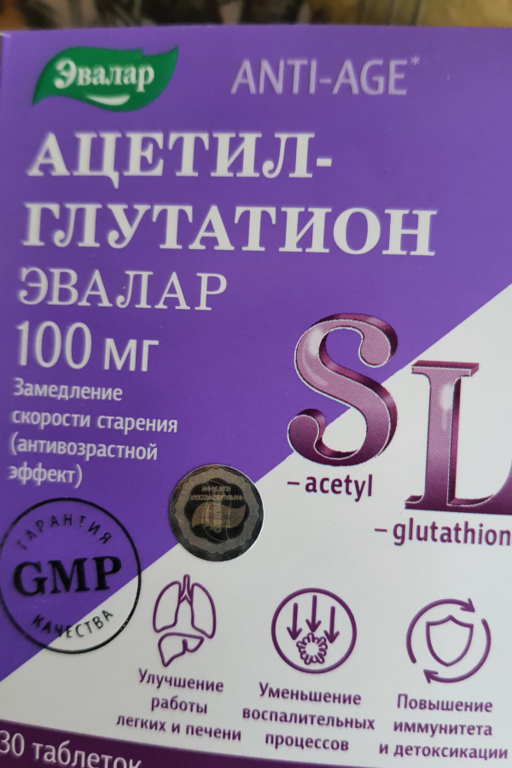 Эвалар
ANTI-AGE*
АЦЕТИЛ-
ГЛУТАТИОН
ЭВАЛАР
100 мг
Замедление
скорости старения
(антивозрастной
эффект)
SL
– acetyl
– glutathion
ГАРАНТИЯ
GMP
КАЧЕСТВА
Улучшение
работы
легких и печени
Уменьшение
воспалительных
процессов
Повышение
иммунитета
и детоксикации
30 таблеток